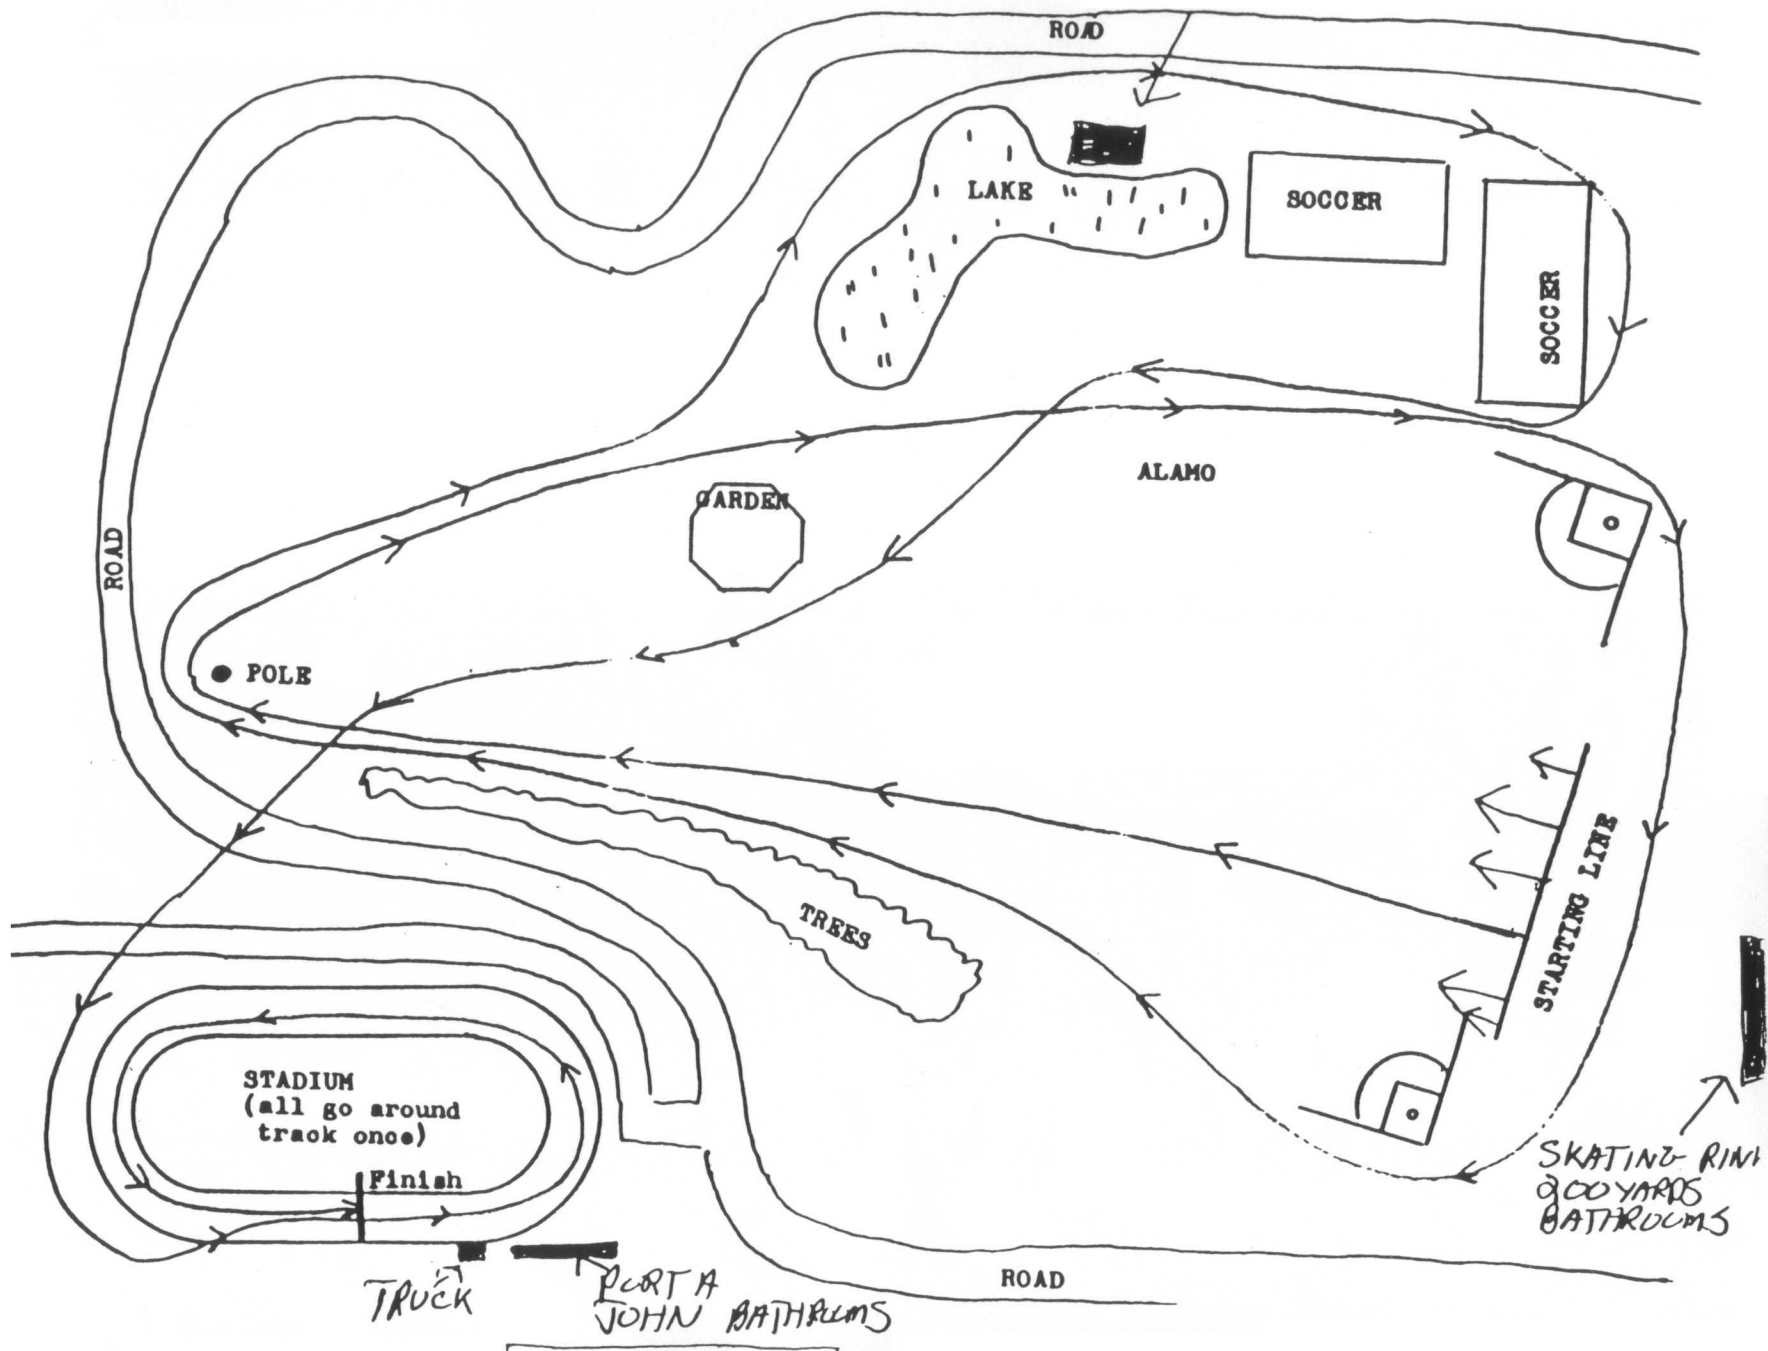 ROAD
LAKE
SOCCER
SOCCER
ALAMO
GARDEN
ROAD
POLE
STARTING LINE
TREES
STADIUM
(all go around
track once)
Finish
SKATING RINK
200 YARDS
BATHROOMS
TRUCK
PORT A
JOHN BATHROOMS
ROAD